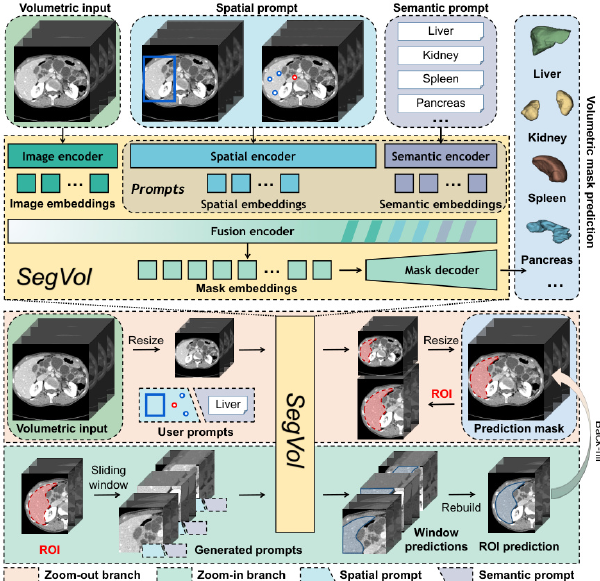 Volumetric input
Spatial prompt
Semantic prompt
Liver
Kidney
Spleen
Pancreas
...
Image encoder
Spatial encoder
Semantic encoder
Prompts
...
...
...
Image embeddings
Spatial embeddings
Semantic embeddings
Fusion encoder
SegVol
...
Mask embeddings
Mask decoder
Liver
Kidney
Spleen
Pancreas
...
Volumetric mask prediction
Volumetric input
Resize
Liver
User prompts
SegVol
Resize
ROI
Prediction mask
ROI
Sliding
window
Generated prompts
Window
predictions
Rebuild
ROI prediction
Zoom-out branch
Zoom-in branch
Spatial prompt
Semantic prompt